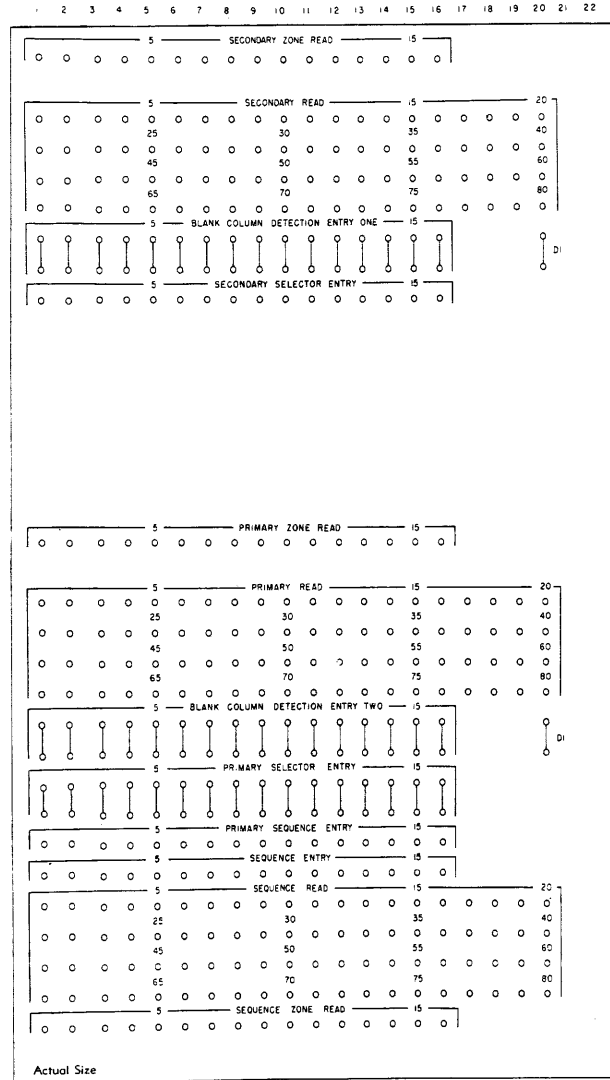 1 2 3 4 5 6 7 8 9 10 11 12 13 14 15 16 17 18 19 20 21 22
5 SECONDARY ZONE READ 15
5 SECONDARY READ 15 20
25 30 35 40
45 50 55 60
65 70 75 80
5 BLANK COLUMN DETECTION ENTRY ONE 15
DI
5 SECONDARY SELECTOR ENTRY 15
5 PRIMARY ZONE READ 15
5 PRIMARY READ 15 20
25 30 35 40
45 50 55 60
65 70 75 80
5 BLANK COLUMN DETECTION ENTRY TWO 15
DI
5 PRIMARY SELECTOR ENTRY 15
5 PRIMARY SEQUENCE ENTRY 15
5 SEQUENCE ENTRY 15
5 SEQUENCE READ 15 20
25 30 35 40
45 50 55 60
65 70 75 80
5 SEQUENCE ZONE READ 15
Actual Size